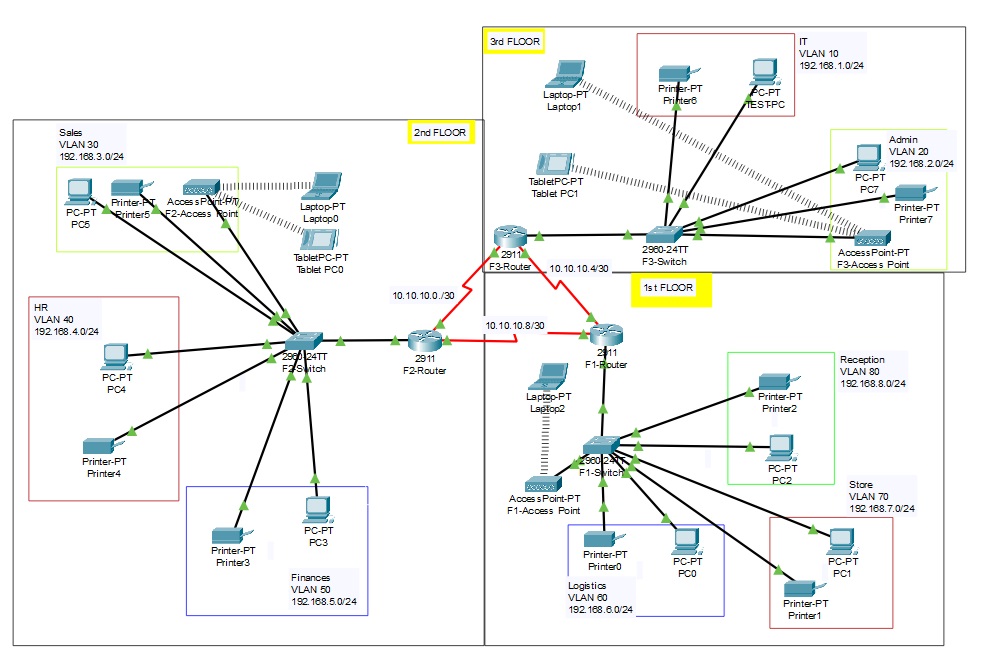 3rd FLOOR
IT
VLAN 10
192.168.1.0/24
Laptop-PT
Laptop1
Printer-PT
Printer6
PC-PT
TEST-PC
TabletPC-PT
Tablet PC1
Admin
VLAN 20
192.168.2.0/24
PC-PT
PC7
Printer-PT
Printer7
AccessPoint-PT
F3-Access Point
2911
F3-Router
2960-24TT
F3-Switch
2nd FLOOR
Sales
VLAN 30
192.168.3.0/24
PC-PT
PC5
Printer-PT
Printer5
AccessPoint-PT
F2-Access Point
Laptop-PT
Laptop0
TabletPC-PT
Tablet PC0
HR
VLAN 40
192.168.4.0/24
PC-PT
PC4
Printer-PT
Printer4
2960-24TT
F2-Switch
2911
F2-Router
10.10.10.0 /30
10.10.10.4/30
10.10.10.8/30
Printer-PT
Printer3
PC-PT
PC3
Finances
VLAN 50
192.168.5.0/24
1st FLOOR
2911
F1-Router
Laptop-PT
Laptop2
2960-24TT
F1-Switch
AccessPoint-PT
F1-Access Point
Reception
VLAN 80
192.168.8.0/24
Printer-PT
Printer2
PC-PT
PC2
Store
VLAN 70
192.168.7.0/24
PC-PT
PC1
Printer-PT
Printer1
Printer-PT
Printer0
PC-PT
PC0
Logistics
VLAN 60
192.168.6.0/24